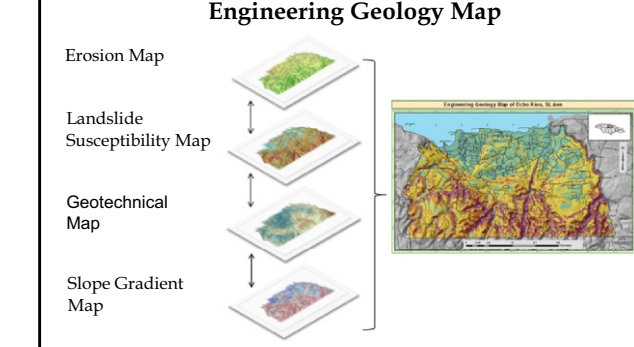 Engineering Geology Map
Erosion Map
Landslide
Susceptibility Map
Geotechnical
Map
Slope Gradient
Map
Engineering Geology Map of Ocho Rios, St. Ann